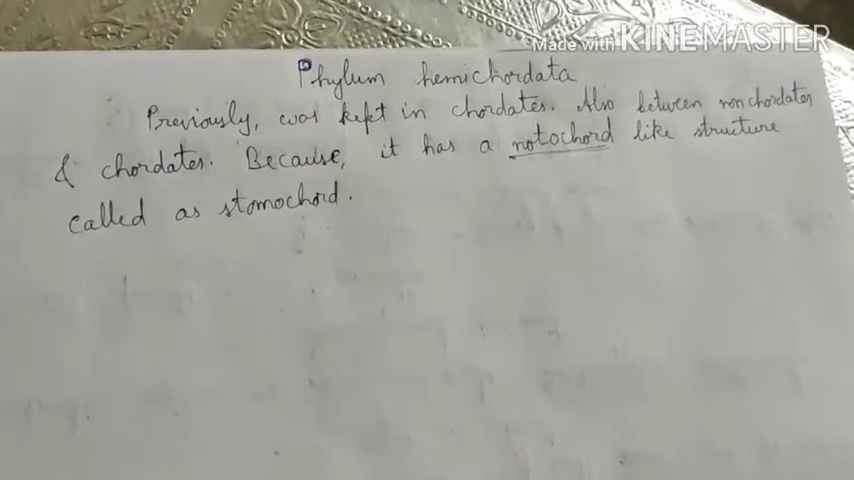 Made with KINEMASTER
Phylum hemichordata
Previously, was kept in chordates. Also between nonchordates
& chordates. Because, it has a notochord like structure
called as stomochord.